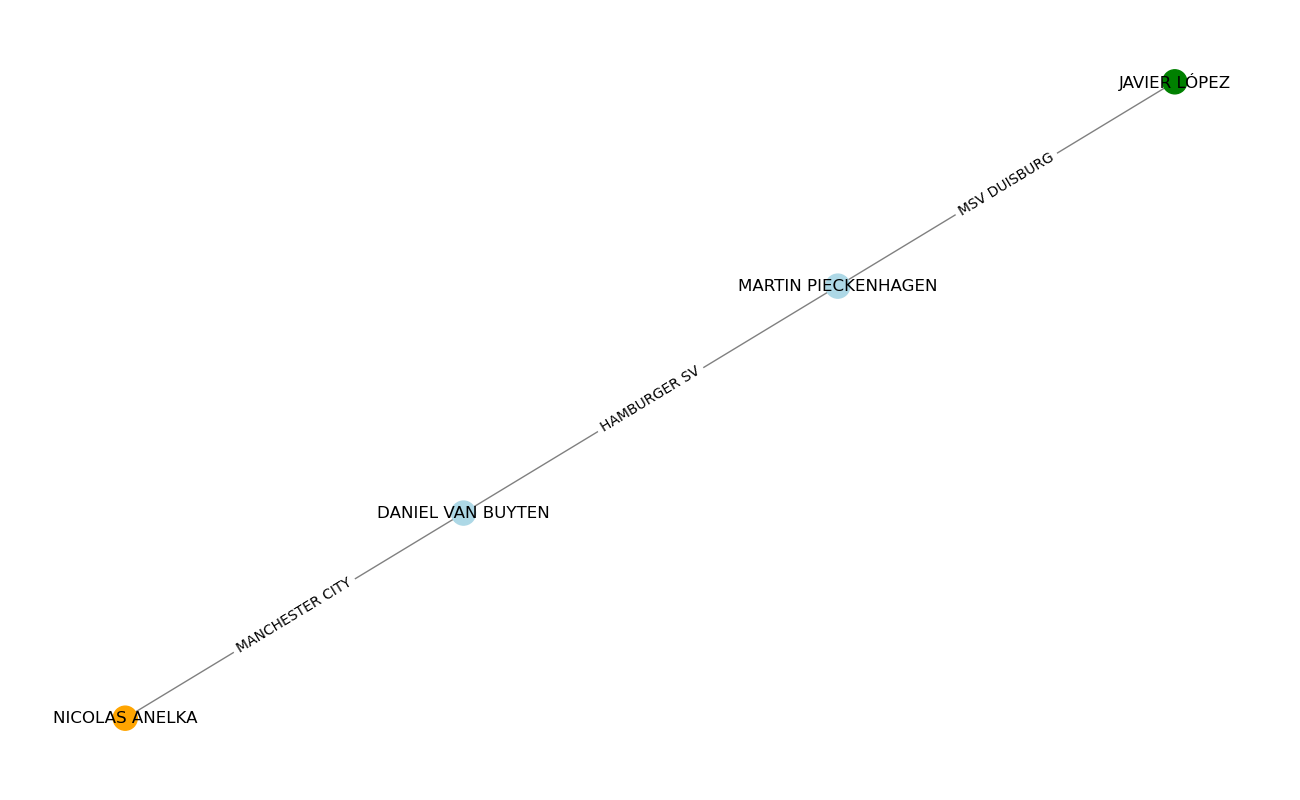 JAVIER LÓPEZ
MSV DUISBURG
MARTIN PIECKENHAGEN
HAMBURGER SV
DANIEL VAN BUYTEN
MANCHESTER CITY
NICOLAS ANELKA